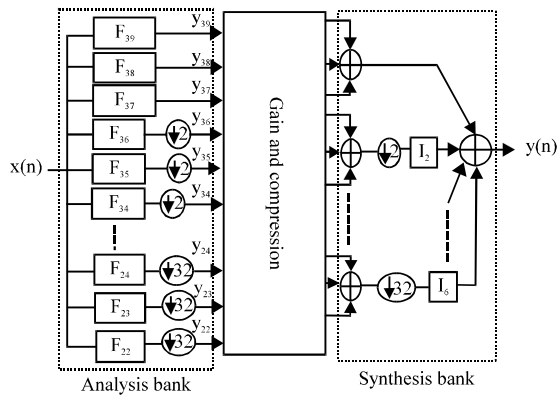 F39 y39
F38 y38
F37 y37
F36 ↓2 y36
x(n) F35 ↓2 y35
F34 ↓2 y34
F24 ↓32 y24
F23 ↓32 y23
F22 ↓32 y22
Gain and compression
↓2 I2 y(n)
↓32 I6
Analysis bank
Synthesis bank